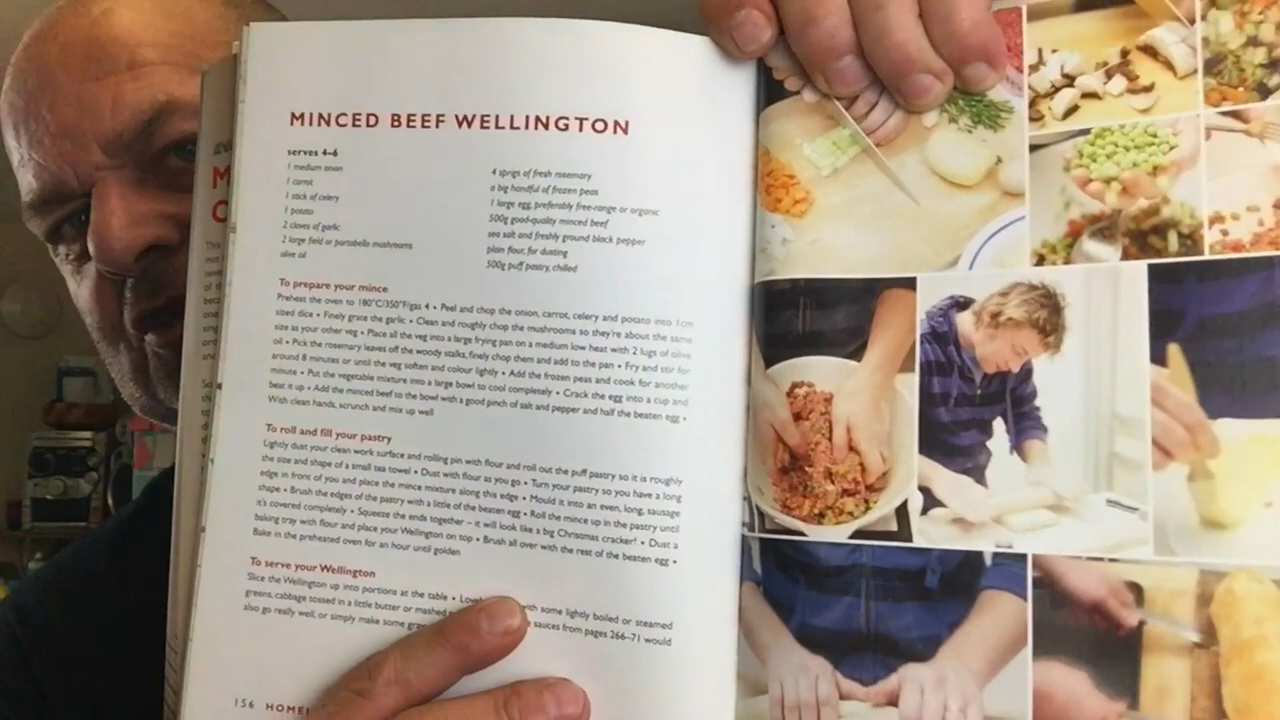 MINCED BEEF WELLINGTON
serves 4–6
1 medium onion
1 carrot
1 stick of celery
1 potato
2 cloves of garlic
2 large field or portabello mushrooms
olive oil
4 sprigs of fresh rosemary
a big handful of frozen peas
1 large egg, preferably free-range or organic
500g good-quality minced beef
sea salt and freshly ground black pepper
plain flour, for dusting
500g puff pastry, chilled
To prepare your mince
Preheat the oven to 180°C/350°F/gas 4 • Peel and chop the onion, carrot, celery and potato into 1cm
sized dice • Finely grate the garlic • Clean and roughly chop the mushrooms so they're about the same
size as your other veg • Place all the veg into a large frying pan on a medium low heat with 2 lugs of olive
oil • Pick the rosemary leaves off the woody stalks, finely chop them and add to the pan • Fry and stir for
around 8 minutes or until the veg soften and colour lightly • Add the frozen peas and cook for another
minute • Put the vegetable mixture into a large bowl to cool completely • Crack the egg into a cup and
beat it up • Add the minced beef to the bowl with a good pinch of salt and pepper and half the beaten egg •
With clean hands, scrunch and mix up well
To roll and fill your pastry
Lightly dust your clean work surface and rolling pin with flour and roll out the puff pastry so it is roughly
the size and shape of a small tea towel • Dust with flour as you go • Turn your pastry so you have a long
edge in front of you and place the mince mixture along this edge • Mould it into an even, long, sausage
shape • Brush the edges of the pastry with a little of the beaten egg • Roll the mince up in the pastry until
it's covered completely • Squeeze the ends together – it will look like a big Christmas cracker! • Dust a
baking tray with flour and place your Wellington on top • Brush all over with the rest of the beaten egg •
Bake in the preheated oven for an hour until golden
To serve your Wellington
Slice the Wellington up into portions at the table • with some lightly boiled or steamed
greens, cabbage tossed in a little butter or mashed sauces from pages 266–71 would
also go really well, or simply make some
156 HOME